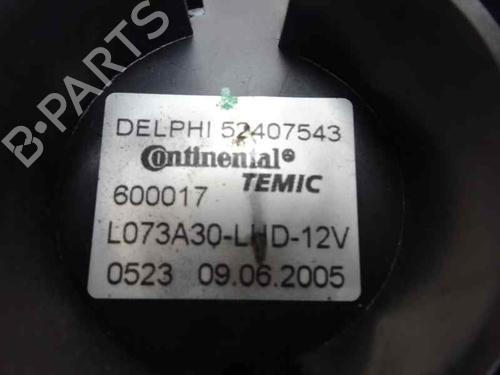 B-PARTS
DELPHI 52407543
Continental®
TEMIC
600017
L073A30-LHD-12V
0523 09.06.2005